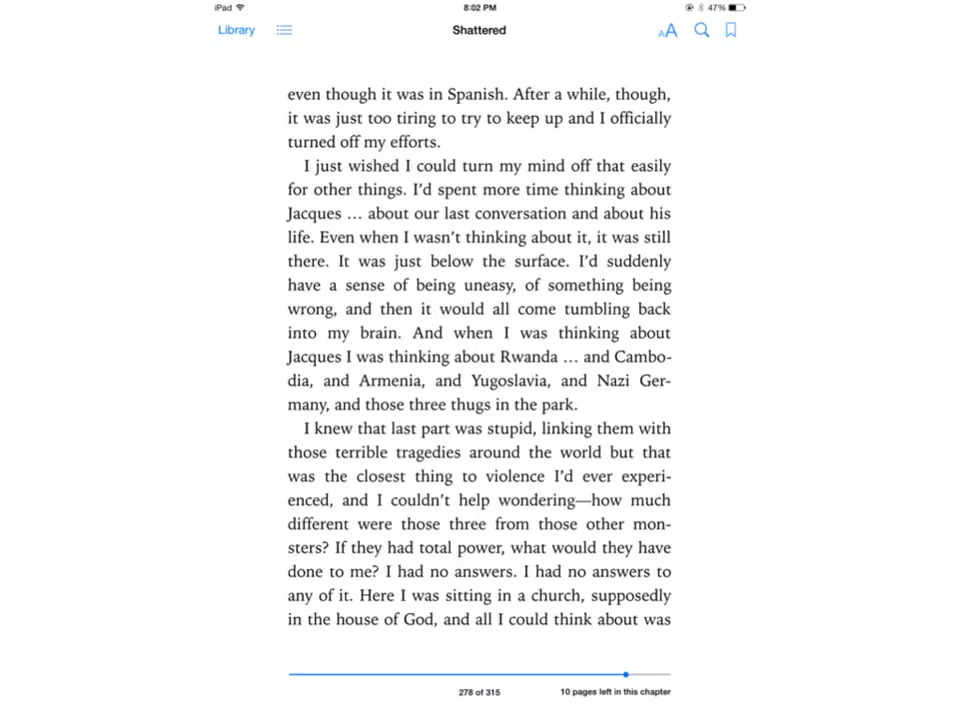 iPad 8:02 PM 47%
Library Shattered AA
even though it was in Spanish. After a while, though,
it was just too tiring to try to keep up and I officially
turned off my efforts.
I just wished I could turn my mind off that easily
for other things. I’d spent more time thinking about
Jacques … about our last conversation and about his
life. Even when I wasn’t thinking about it, it was still
there. It was just below the surface. I’d suddenly
have a sense of being uneasy, of something being
wrong, and then it would all come tumbling back
into my brain. And when I was thinking about
Jacques I was thinking about Rwanda … and Cambo-
dia, and Armenia, and Yugoslavia, and Nazi Ger-
many, and those three thugs in the park.
I knew that last part was stupid, linking them with
those terrible tragedies around the world but that
was the closest thing to violence I’d ever experi-
enced, and I couldn’t help wondering—how much
different were those three from those other mon-
sters? If they had total power, what would they have
done to me? I had no answers. I had no answers to
any of it. Here I was sitting in a church, supposedly
in the house of God, and all I could think about was
278 of 315 10 pages left in this chapter